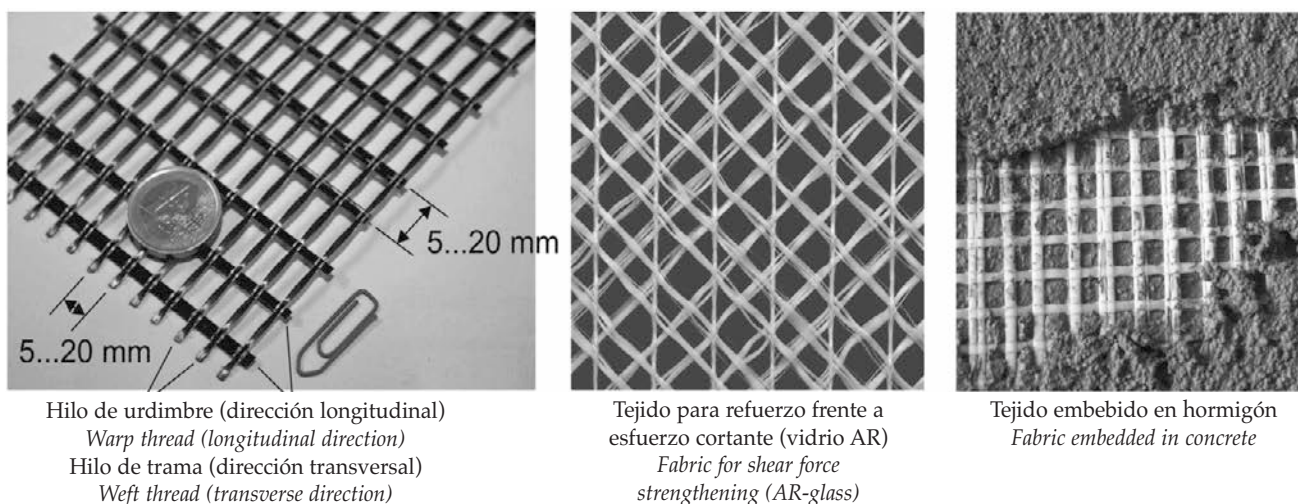 5...20 mm
5...20 mm
Hilo de urdimbre (dirección longitudinal)
Warp thread (longitudinal direction)
Hilo de trama (dirección transversal)
Weft thread (transverse direction)
Tejido para refuerzo frente a
esfuerzo cortante (vidrio AR)
Fabric for shear force
strengthening (AR-glass)
Tejido embebido en hormigón
Fabric embedded in concrete